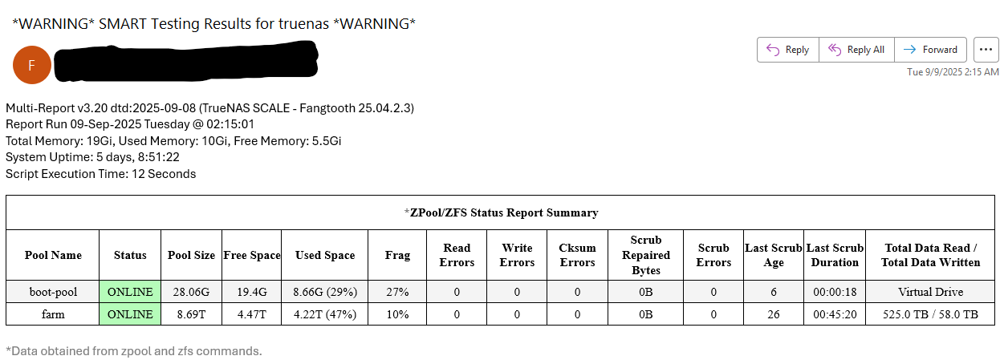 *WARNING* SMART Testing Results for truenas *WARNING*
F
Reply
Reply All
Forward
Tue 9/9/2025 2:15 AM
Multi-Report v3.20 dtd:2025-09-08 (TrueNAS SCALE - Fangtooth 25.04.2.3)
Report Run 09-Sep-2025 Tuesday @ 02:15:01
Total Memory: 19Gi, Used Memory: 10Gi, Free Memory: 5.5Gi
System Uptime: 5 days, 8:51:22
Script Execution Time: 12 Seconds
*ZPool/ZFS Status Report Summary
Pool Name Status Pool Size Free Space Used Space Frag Read Errors Write Errors Cksum Errors Scrub Repaired Bytes Scrub Errors Last Scrub Age Last Scrub Duration Total Data Read / Total Data Written
boot-pool ONLINE 28.06G 19.4G 8.66G (29%) 27% 0 0 0 0B 0 6 00:00:18 Virtual Drive
farm ONLINE 8.69T 4.47T 4.22T (47%) 10% 0 0 0 0B 0 26 00:45:20 525.0 TB / 58.0 TB
*Data obtained from zpool and zfs commands.